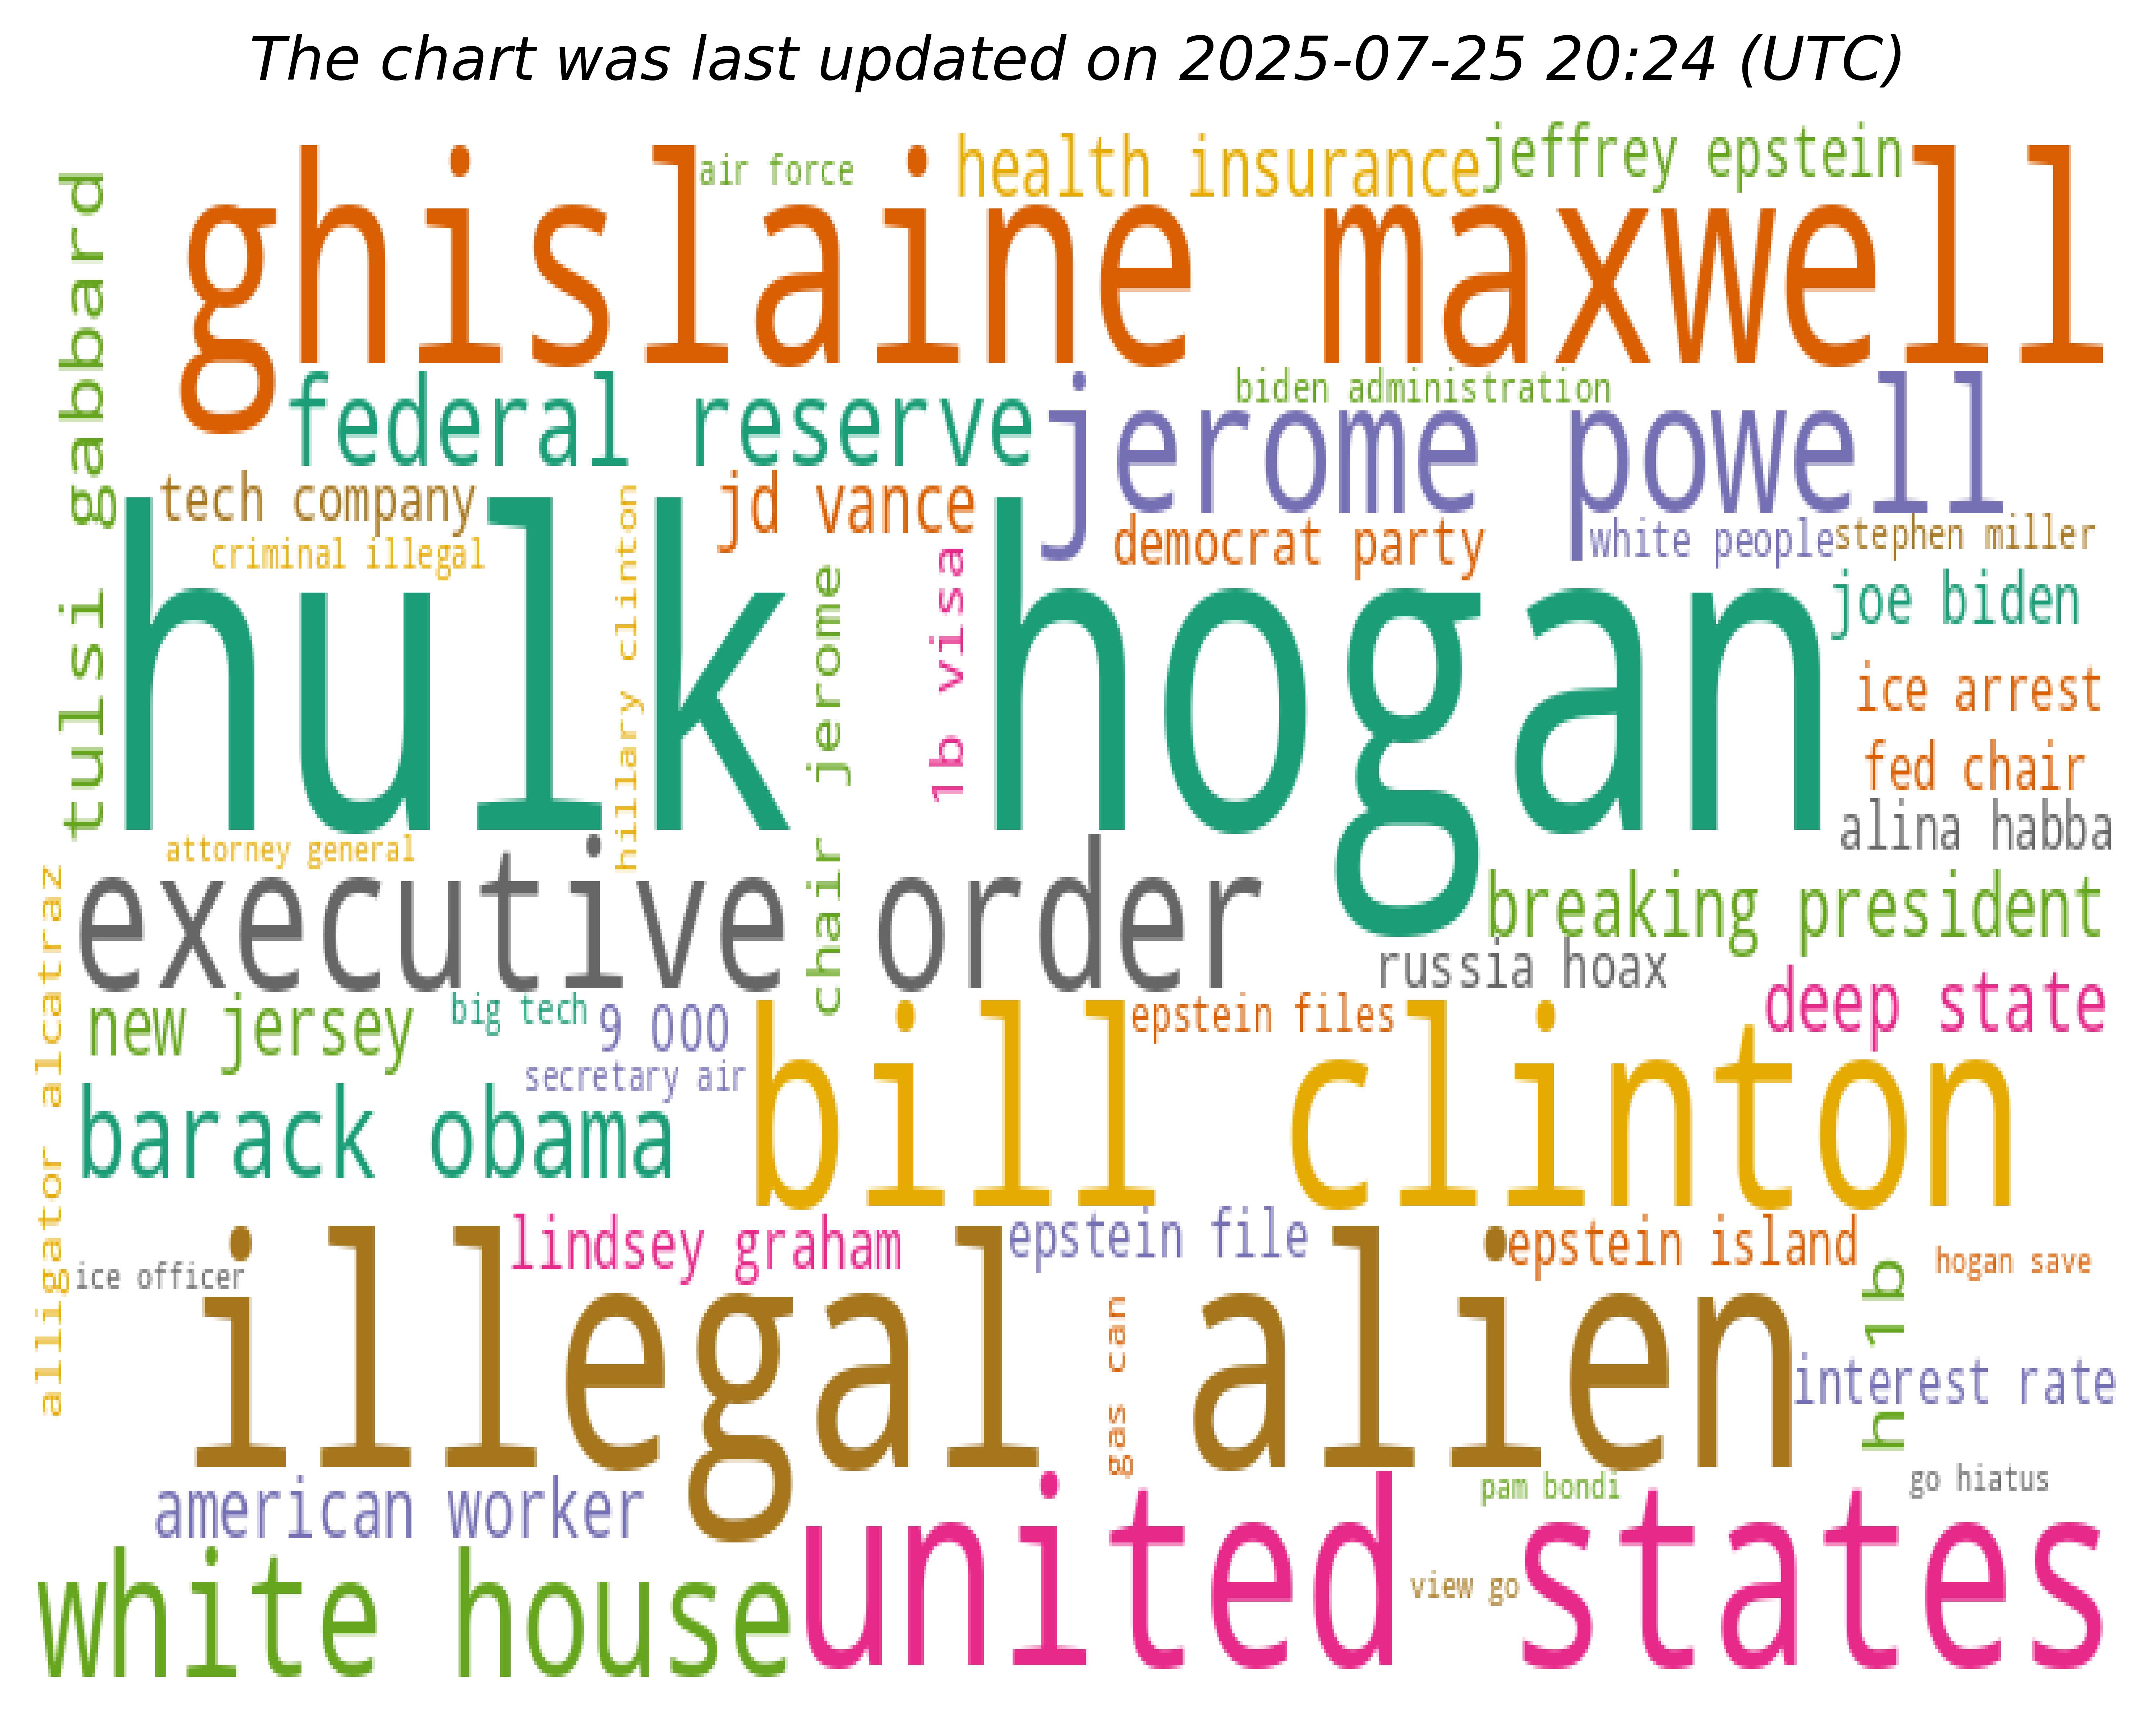 The chart was last updated on 2025-07-25 20:24 (UTC)
air force
health insurance
jeffrey epstein
ghislaine maxwell
tulsi gabbard
federal reserve
biden administration
jerome powell
tech company
jd vance
democrat party
white people
stephen miller
criminal illegal
hillary clinton
chair jerome
1b visa
hulk hogan
joe biden
ice arrest
fed chair
alina habba
attorney general
executive order
breaking president
russia hoax
deep state
alligator alcatraz
new jersey
big tech
9 000
epstein files
secretary air
bill clinton
barack obama
lindsey graham
epstein file
epstein island
hogan save
ice officer
illegal alien
gas can
h 1b
interest rate
american worker
pam bondi
go hiatus
united states
view go
white house